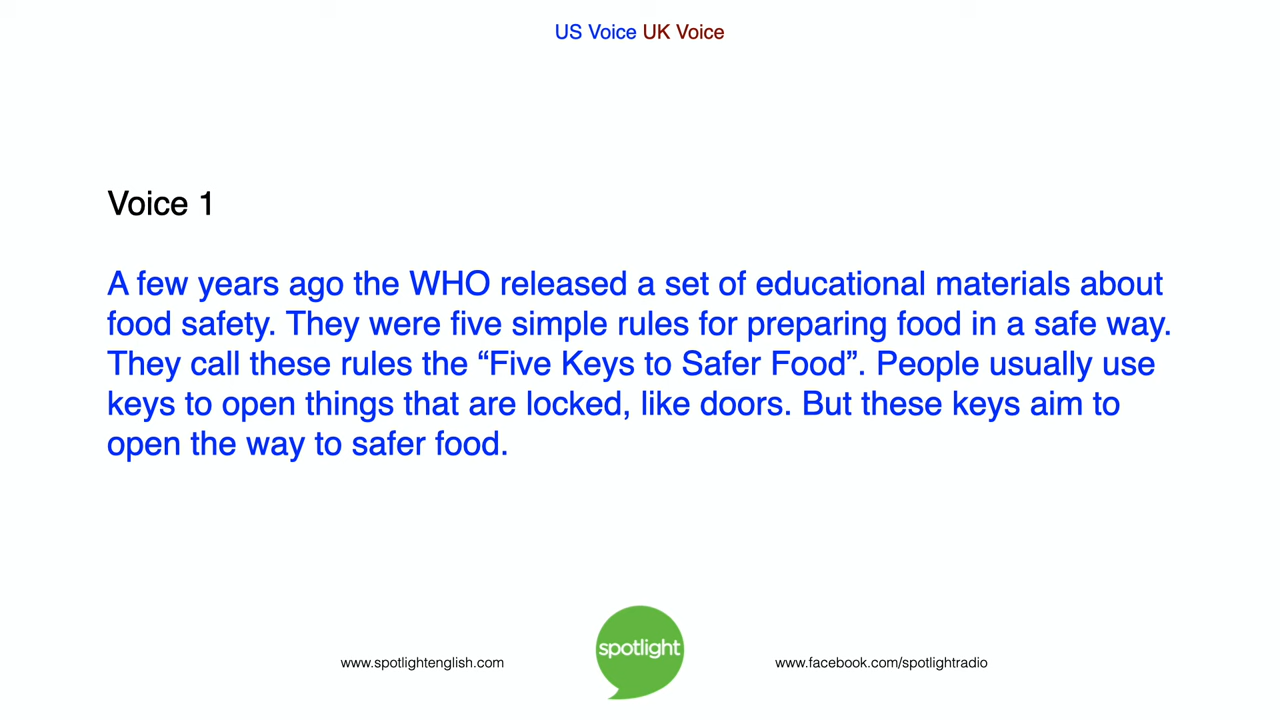 US Voice UK Voice
Voice 1
A few years ago the WHO released a set of educational materials about
food safety. They were five simple rules for preparing food in a safe way.
They call these rules the “Five Keys to Safer Food”. People usually use
keys to open things that are locked, like doors. But these keys aim to
open the way to safer food.
spotlight
www.spotlightenglish.com
www.facebook.com/spotlightradio